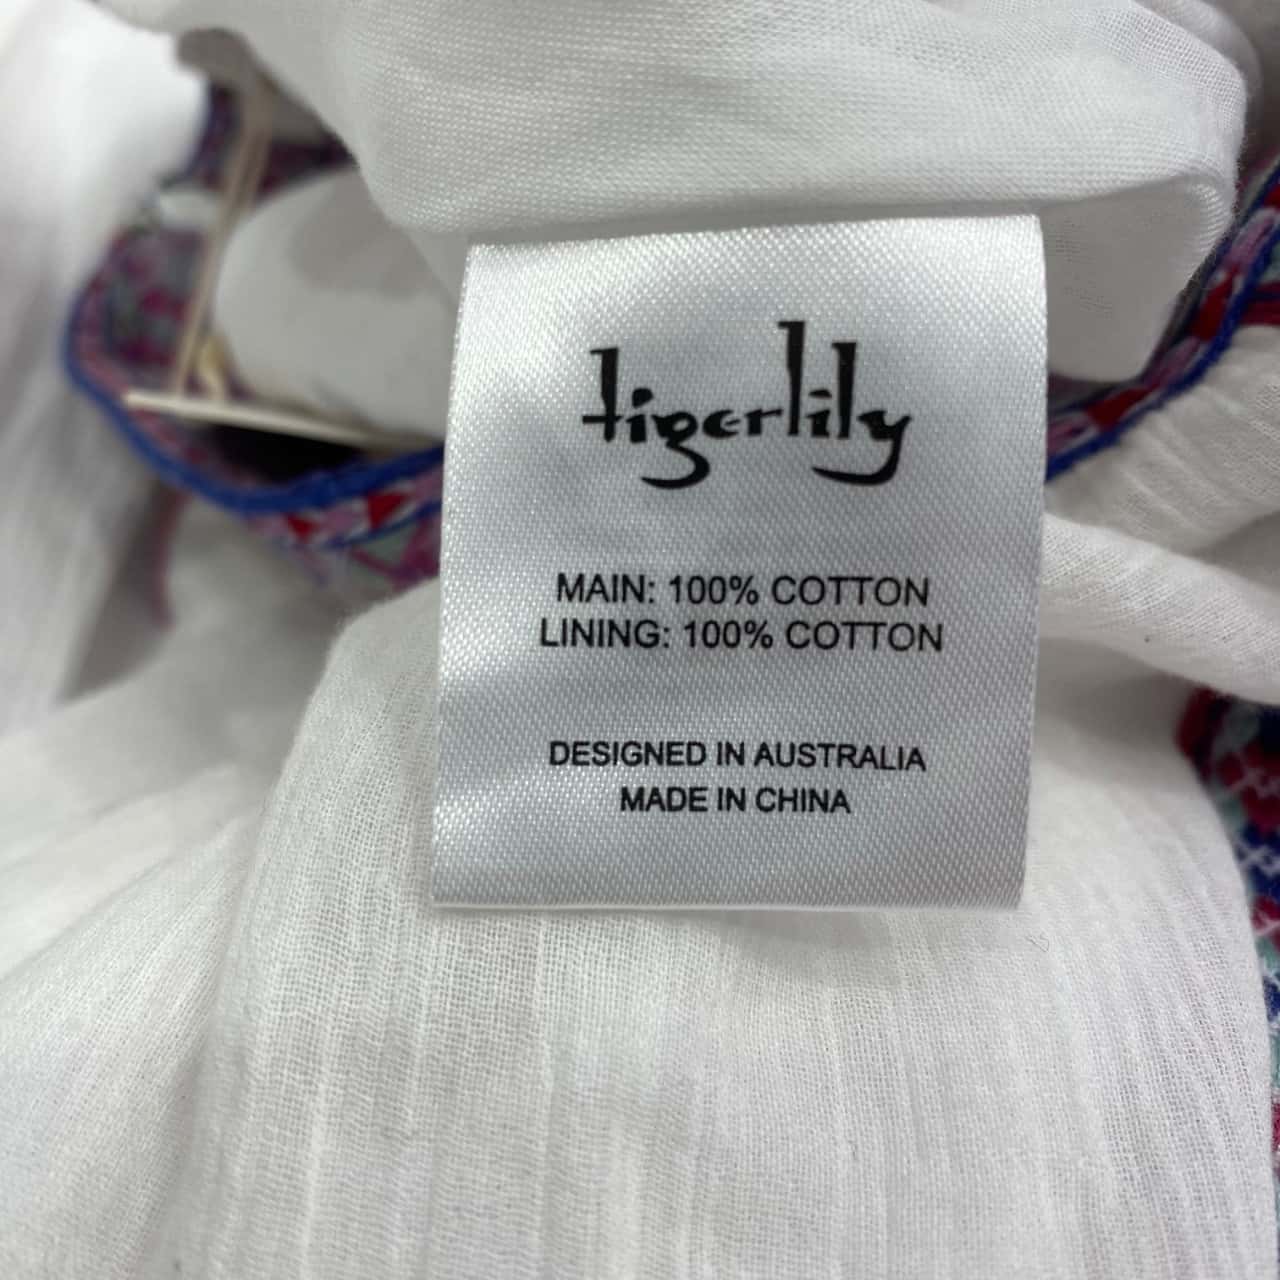 tigerlily
MAIN: 100% COTTON
LINING: 100% COTTON
DESIGNED IN AUSTRALIA
MADE IN CHINA